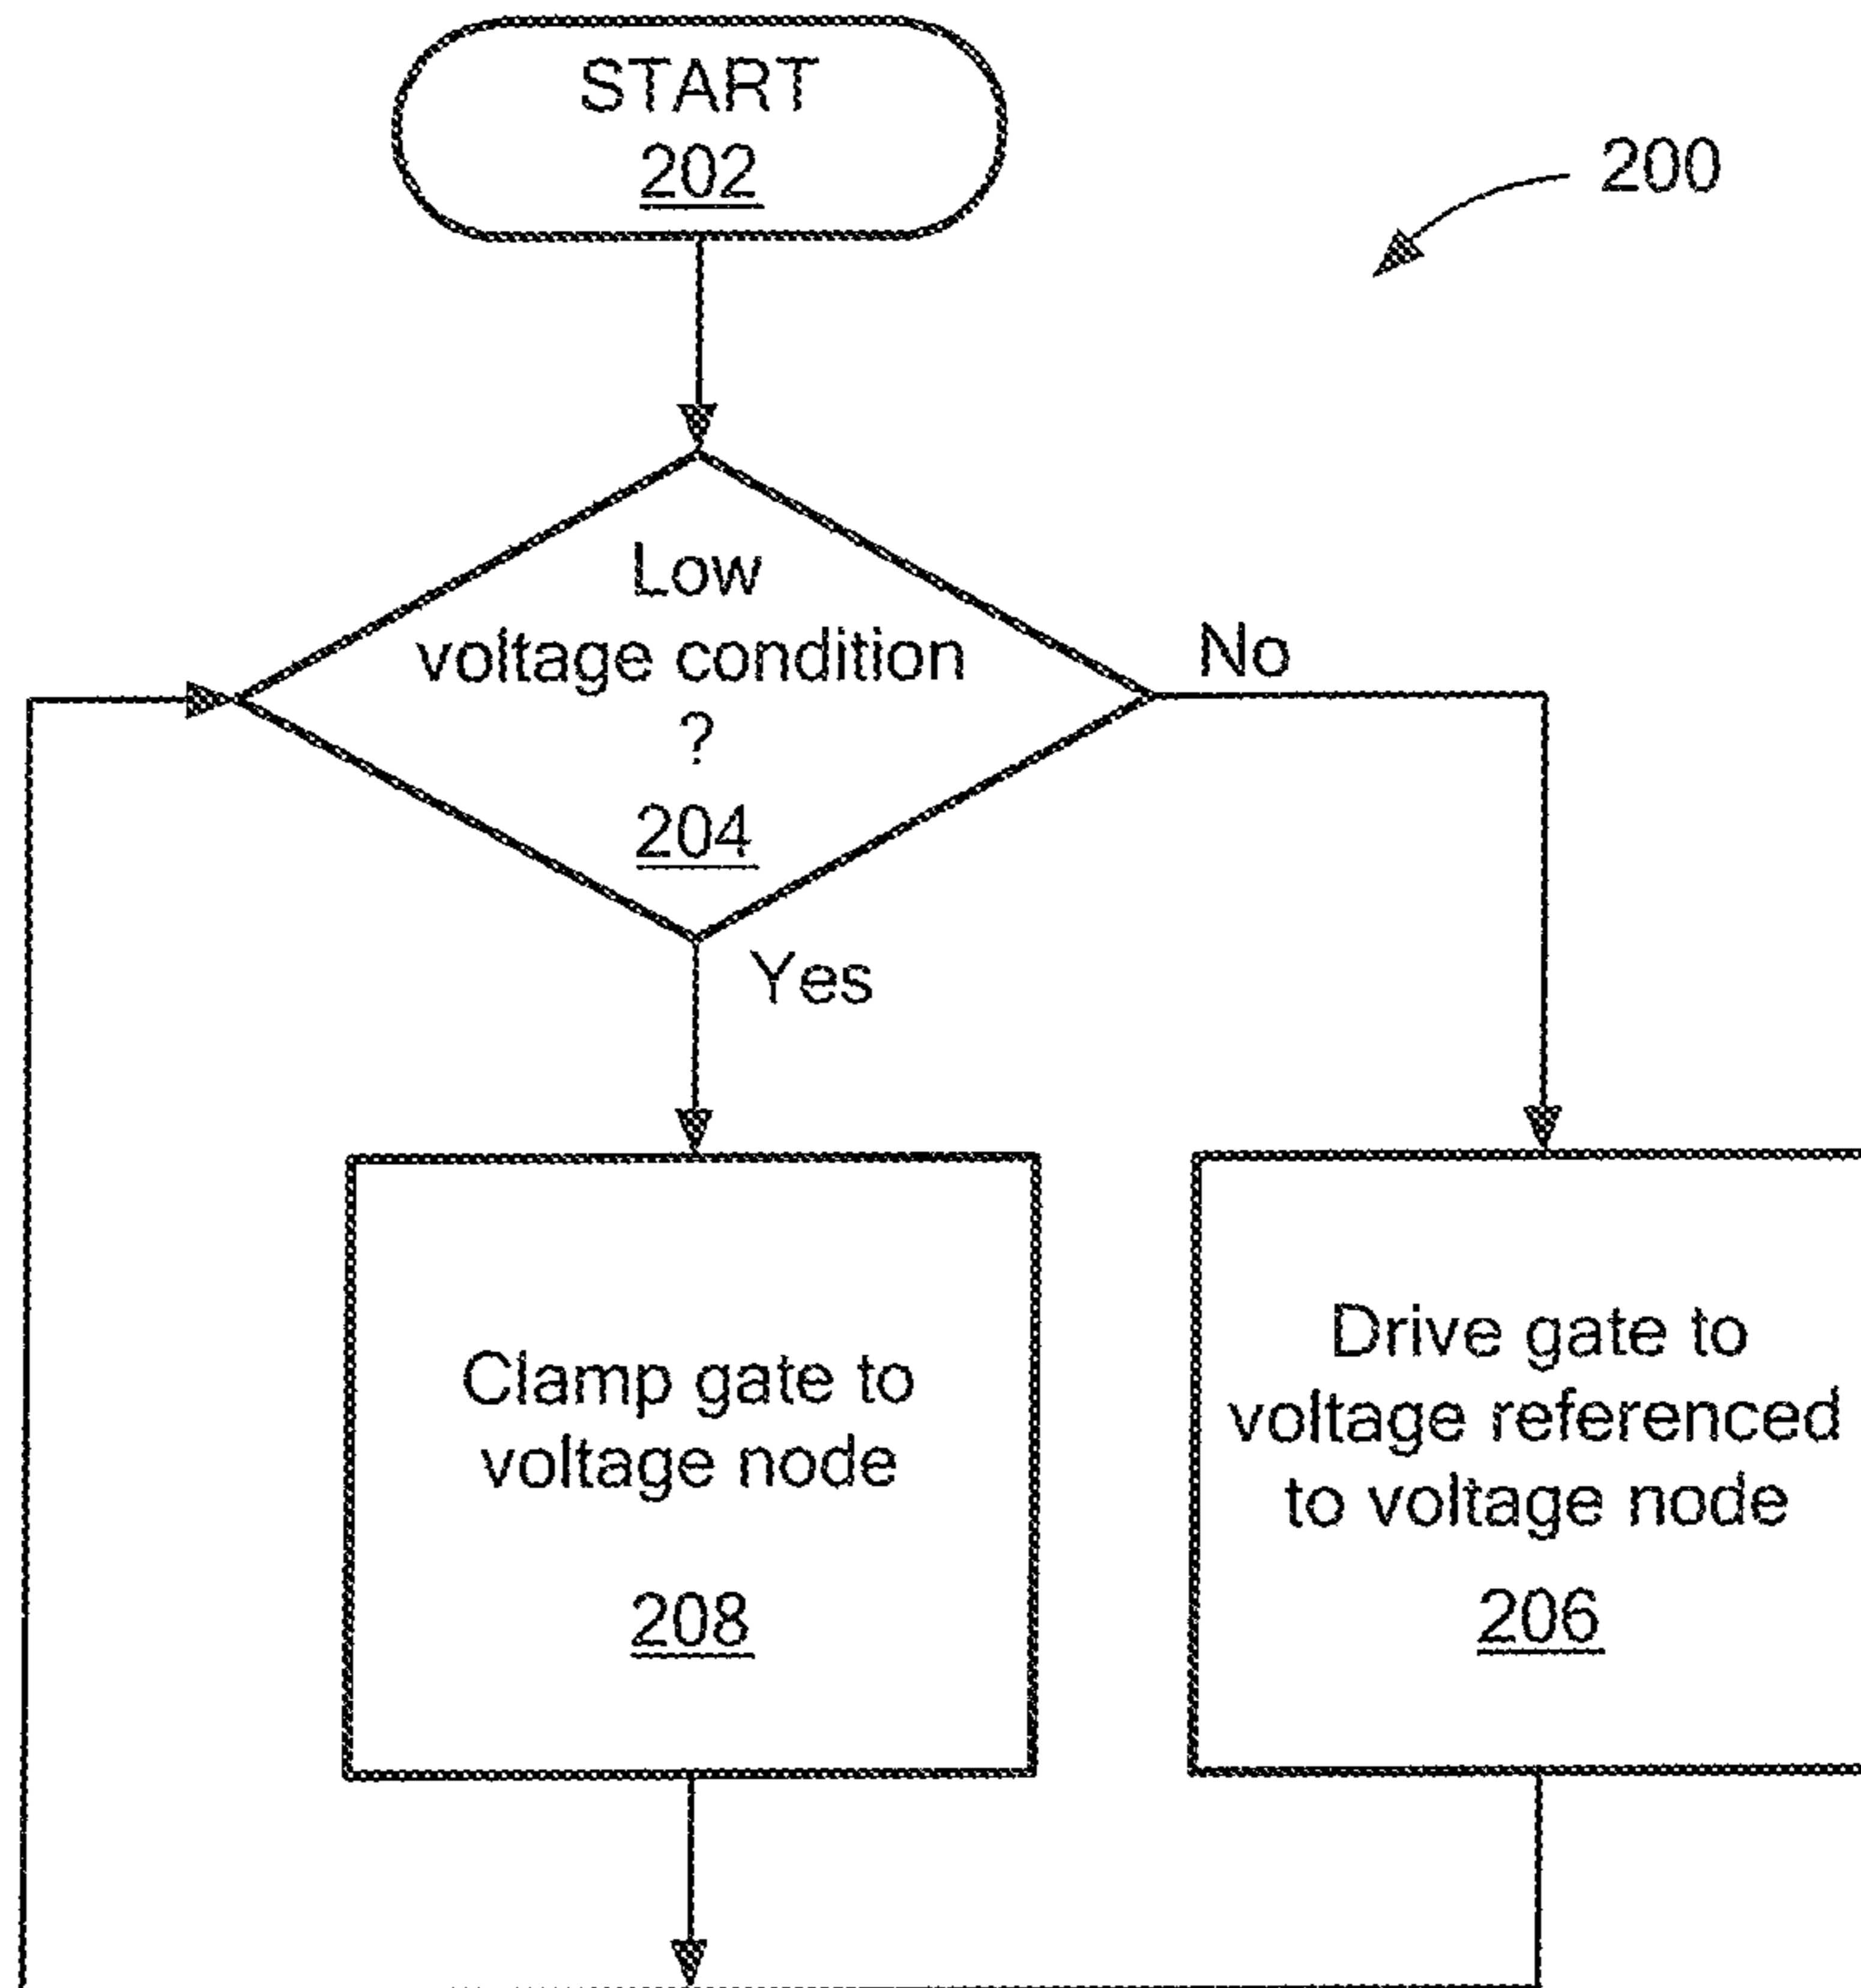 START
202
200
Low
voltage condition
?
204
No
Yes
Clamp gate to
voltage node
208
Drive gate to
voltage referenced
to voltage node
206